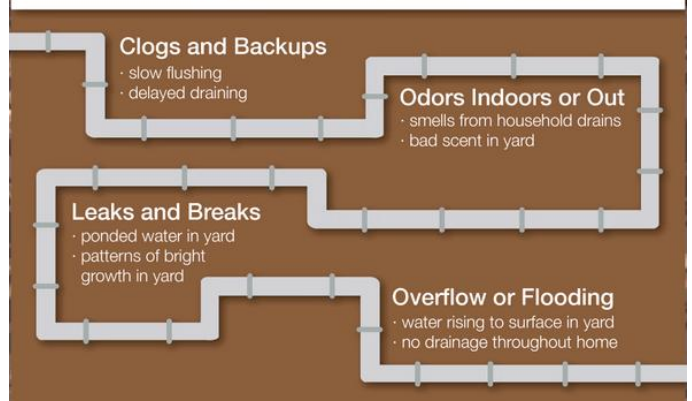 Clogs and Backups
· slow flushing
· delayed draining
Odors Indoors or Out
· smells from household drains
· bad scent in yard
Leaks and Breaks
· ponded water in yard
· patterns of bright
growth in yard
Overflow or Flooding
· water rising to surface in yard
· no drainage throughout home